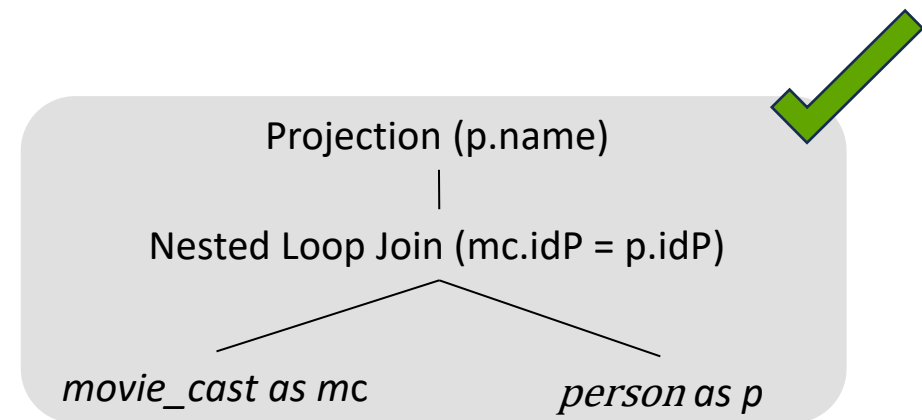 Projection (p.name)
Nested Loop Join (mc.idP = p.idP)
movie_cast as mc
person as p